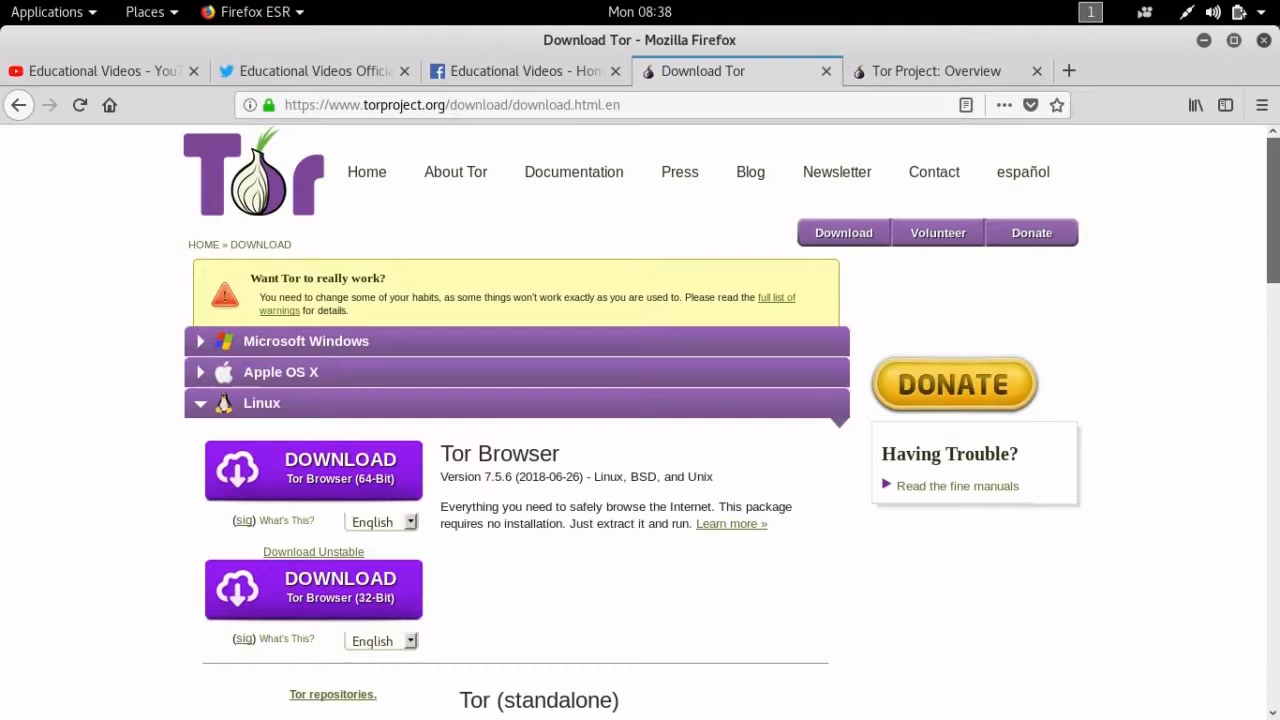 Applications Places Firefox ESR Mon 08:38 1
Download Tor - Mozilla Firefox
Educational Videos - YouT Educational Videos Offici Educational Videos - Hom Download Tor Tor Project: Overview
https://www.torproject.org/download/download.html.en
Tor
Home About Tor Documentation Press Blog Newsletter Contact español
Download Volunteer Donate
HOME » DOWNLOAD
Want Tor to really work?
You need to change some of your habits, as some things won't work exactly as you are used to. Please read the full list of
warnings for details.
Microsoft Windows
Apple OS X
Linux
DONATE
DOWNLOAD
Tor Browser (64-Bit)
(sig) What's This? English
Download Unstable
Tor Browser
Version 7.5.6 (2018-06-26) - Linux, BSD, and Unix
Everything you need to safely browse the Internet. This package
requires no installation. Just extract it and run. Learn more »
Having Trouble?
Read the fine manuals
DOWNLOAD
Tor Browser (32-Bit)
(sig) What's This? English
Tor repositories. Tor (standalone)